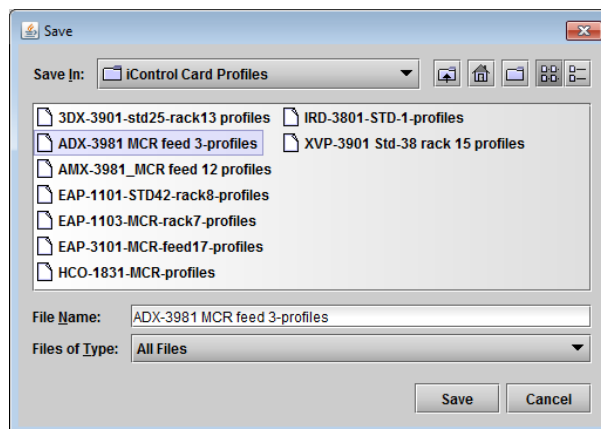 Save
Save In: iControl Card Profiles
3DX-3901-std25-rack13 profiles
ADX-3981 MCR feed 3-profiles
AMX-3981_MCR feed 12 profiles
EAP-1101-STD42-rack8-profiles
EAP-1103-MCR-rack7-profiles
EAP-3101-MCR-feed17-profiles
HCO-1831-MCR-profiles
IRD-3801-STD-1-profiles
XVP-3901 Std-38 rack 15 profiles
File Name: ADX-3981 MCR feed 3-profiles
Files of Type: All Files
Save Cancel